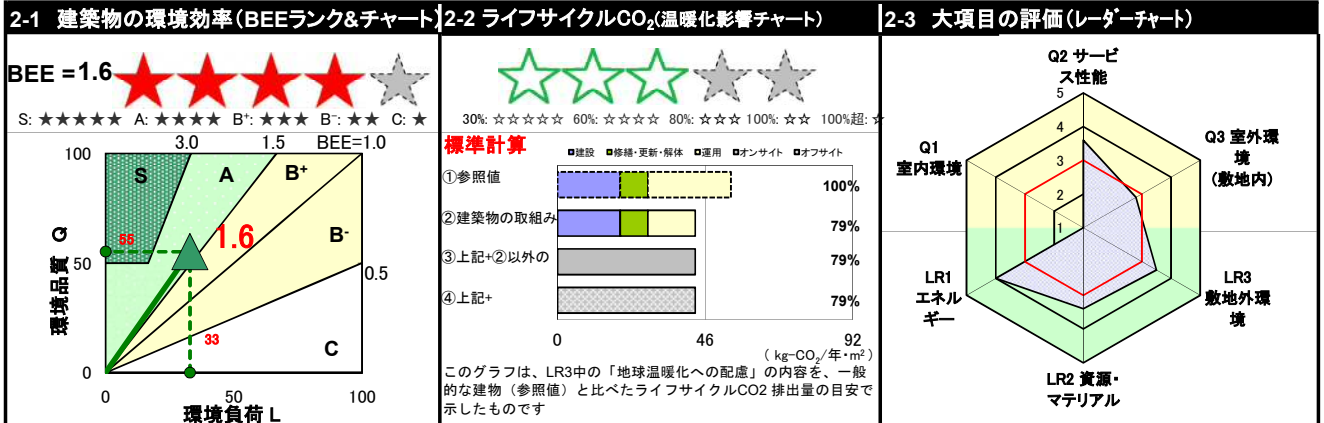 2-1 建築物の環境効率（BEEランク&チャート）
BEE = 1.6
S: ★★★★★ A: ★★★★ B+: ★★★ B-: ★★ C: ★
3.0 1.5 BEE=1.0
100
S
A
B+
B-
C
1.6
55
50
0.5
33
0
0 50 100
環境品質 Q
環境負荷 L
2-2 ライフサイクルCO2(温暖化影響チャート)
30%: ☆☆☆☆☆ 60%: ☆☆☆☆ 80%: ☆☆☆ 100%: ☆☆ 100%超: ☆
標準計算
建設 修繕・更新・解体 運用 オンサイト オフサイト
①参照値 100%
②建築物の取組み 79%
③上記+②以外の 79%
④上記+ 79%
0 46 92
( kg-CO2/年・m2 )
このグラフは、LR3中の「地球温暖化への配慮」の内容を、一般
的な建物（参照値）と比べたライフサイクルCO2 排出量の目安で
示したものです
2-3 大項目の評価（レーダーチャート）
Q2 サービ
ス性能
5
4
3
2
1
Q3 室外環
境
（敷地内）
Q1
室内環境
LR1
エネル
ギー
LR3
敷地外環
境
LR2 資源・
マテリアル